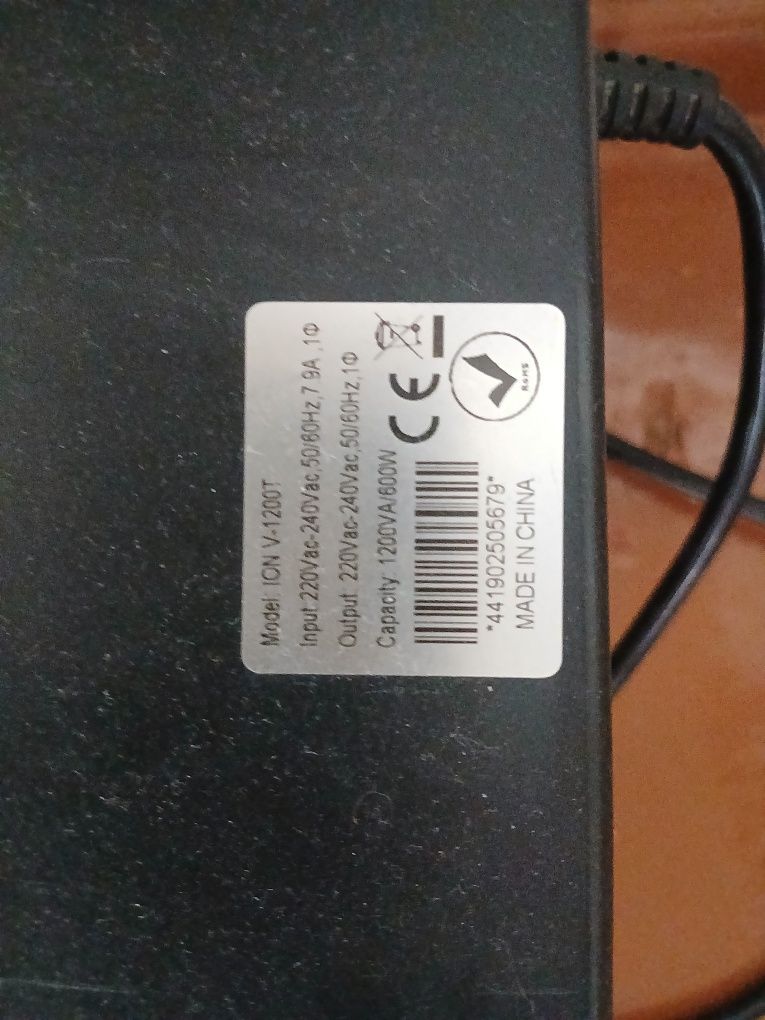 Model: ION V-1200T
Input:220Vac-240Vac,50/60Hz,7.9A ,1Φ
Output: 220Vac-240Vac,50/60Hz,1Φ
Capacity: 1200VA/600W
CE
RoHS
*441902505679*
MADE IN CHINA